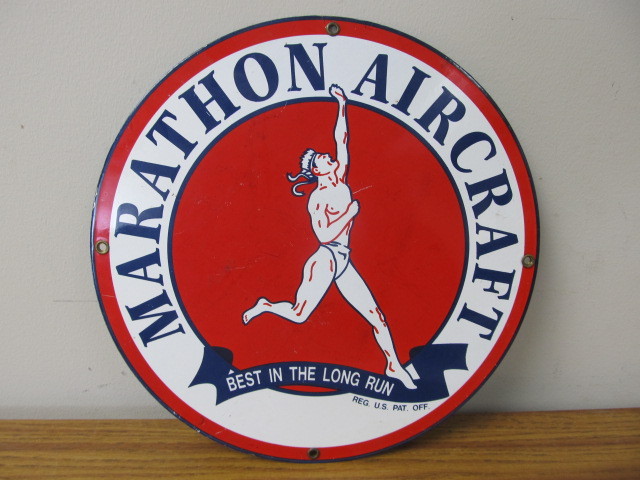 MARATHON AIRCRAFT
BEST IN THE LONG RUN
REG. U.S. PAT. OFF.